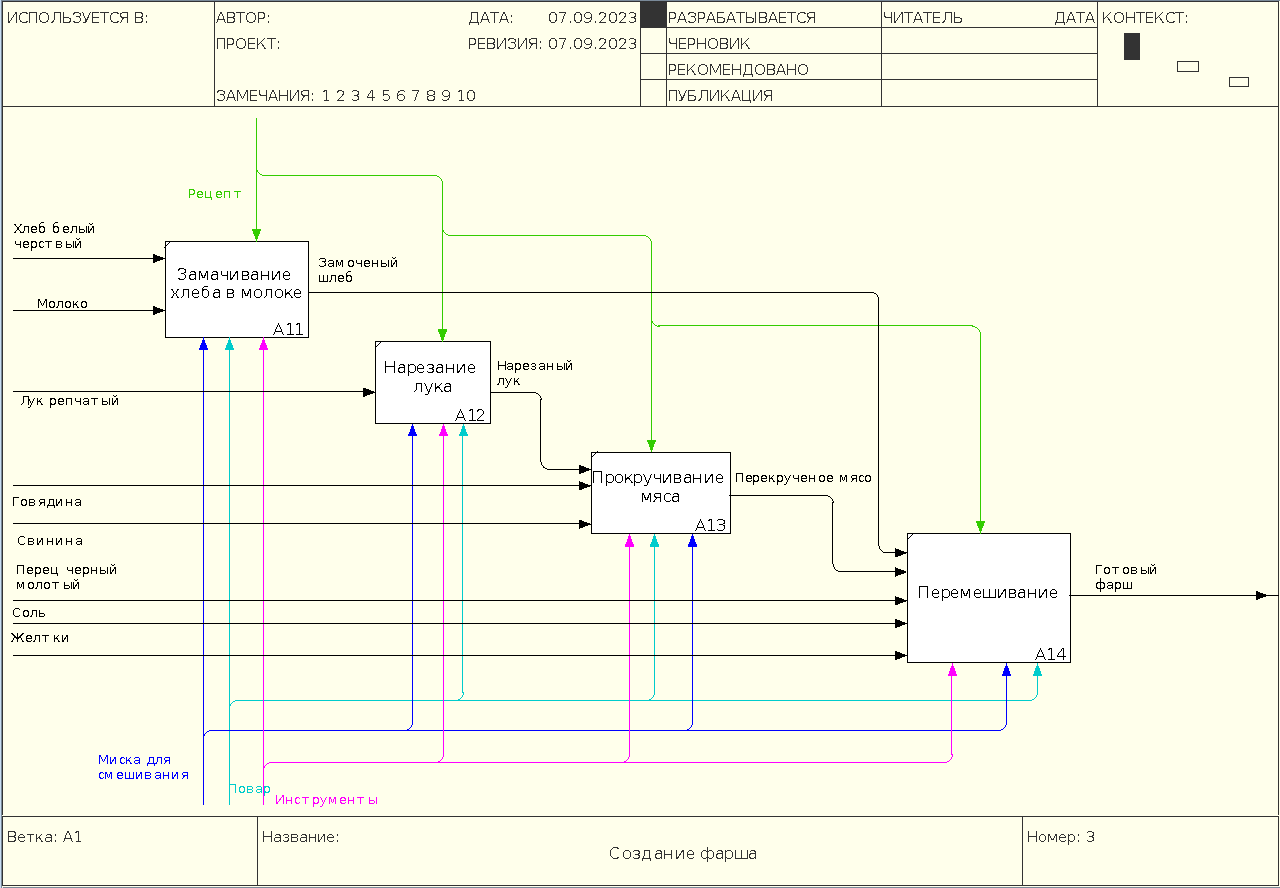 ИСПОЛЬЗУЕТСЯ В:
АВТОР:
ДАТА: 07.09.2023
ПРОЕКТ:
РЕВИЗИЯ: 07.09.2023
ЗАМЕЧАНИЯ: 1 2 3 4 5 6 7 8 9 10
РАЗРАБАТЫВАЕТСЯ
ЧЕРНОВИК
РЕКОМЕНДОВАНО
ПУБЛИКАЦИЯ
ЧИТАТЕЛЬ
ДАТА
КОНТЕКСТ:
Рецепт
Хлеб белый
черствый
Молоко
Замачивание
хлеба в молоке
A11
Замоченый
шлеб
Лук репчатый
Нарезание
лука
A12
Нарезаный
лук
Говядина
Свинина
Прокручивание
мяса
A13
Перекрученое мясо
Перец черный
молотый
Соль
Желтки
Перемешивание
A14
Готовый
фарш
Миска для
смешивания
Повар
Инструменты
Ветка: A1
Название:
Создание фарша
Номер: 3